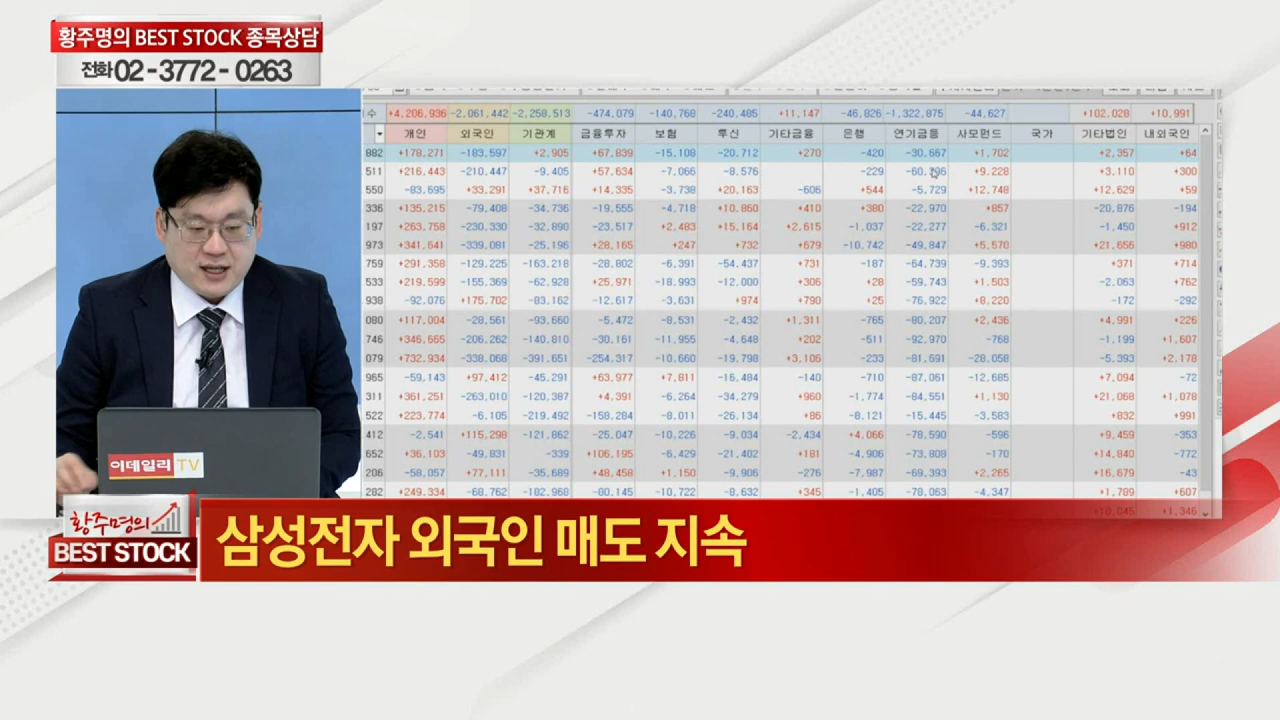 황주명의 BEST STOCK 종목상담
전화 02-3772-0263
수 +4,206,936 -2,061,442 -2,258,513 -474,079 -140,768 -240,485 +11,147 -46,826 -1,322,875 -44,627 +102,028 +10,991
개인 외국인 기관계 금융투자 보험 투신 기타금융 은행 연기금등 사모펀드 국가 기타법인 내외국인
882 +178,271 -183,597 +2,905 +67,839 -15,108 -20,712 +270 -420 -30,667 +1,702 +2,357 +64
511 +216,443 -210,447 -9,405 +57,634 -7,066 -8,576 -229 +9,228 +3,110 +300
550 -83,695 +33,291 +37,716 +14,335 -3,738 +20,163 -606 +544 -5,729 +12,748 +12,629 +59
336 +135,215 -79,408 -34,736 -19,555 -4,718 +10,860 +410 +380 -22,970 +857 -20,876 -194
197 +263,758 -230,330 -32,890 -23,517 +2,483 +15,164 +2,615 -1,037 -22,277 -6,321 -1,450 +912
973 +341,641 -339,081 -25,196 +28,165 +247 +732 +679 -10,742 -49,847 +5,570 +21,656 +980
759 +291,358 -129,225 -163,218 -28,802 -6,391 -54,437 +731 -187 -64,739 -9,393 +371 +714
533 +219,599 -155,369 -62,928 +25,971 -18,993 -12,000 +306 +28 -59,743 +1,503 -2,063 +762
938 -92,076 +175,702 -83,162 -12,617 -3,631 +974 +790 +25 -76,922 +8,220 -172 -292
080 +117,004 -28,561 -93,660 -5,472 -8,531 -2,432 +1,311 -765 -80,207 +2,436 +4,991 +226
746 +346,665 -206,262 -140,810 -30,161 -11,955 -4,648 +202 -511 -92,970 -768 -1,199 +1,607
079 +732,934 -338,068 -391,651 -254,317 -10,660 -19,798 +3,106 -233 -81,691 -28,058 -5,393 +2,178
965 -59,143 +97,412 -45,291 +63,977 +7,811 -16,484 -140 -710 -87,061 -12,685 +7,094 -72
311 +361,251 -263,010 -120,387 +4,391 -6,264 -34,279 +960 -1,774 -84,551 +1,130 +21,068 +1,078
522 +223,774 -6,105 -219,492 -158,284 -8,011 -26,134 +86 -8,121 -15,445 -3,583 +832 +991
412 -2,541 +115,298 -121,862 -25,047 -10,226 -9,034 -2,434 +4,066 -78,590 -596 +9,459 -353
652 +36,103 -49,831 -339 +106,195 -6,429 -21,402 +181 -4,906 -73,808 -170 +14,840 -772
206 -58,057 +77,111 -35,689 +48,458 +1,150 -9,906 -276 -7,987 -69,393 +2,265 +16,679 -43
282 +249,334 -68,762 -182,968 -80,145 -10,722 -8,632 +345 -1,405 -78,063 -4,347 +1,789 +607
+10,045 +1,346
이데일리 TV
황주명의
BEST STOCK
삼성전자 외국인 매도 지속